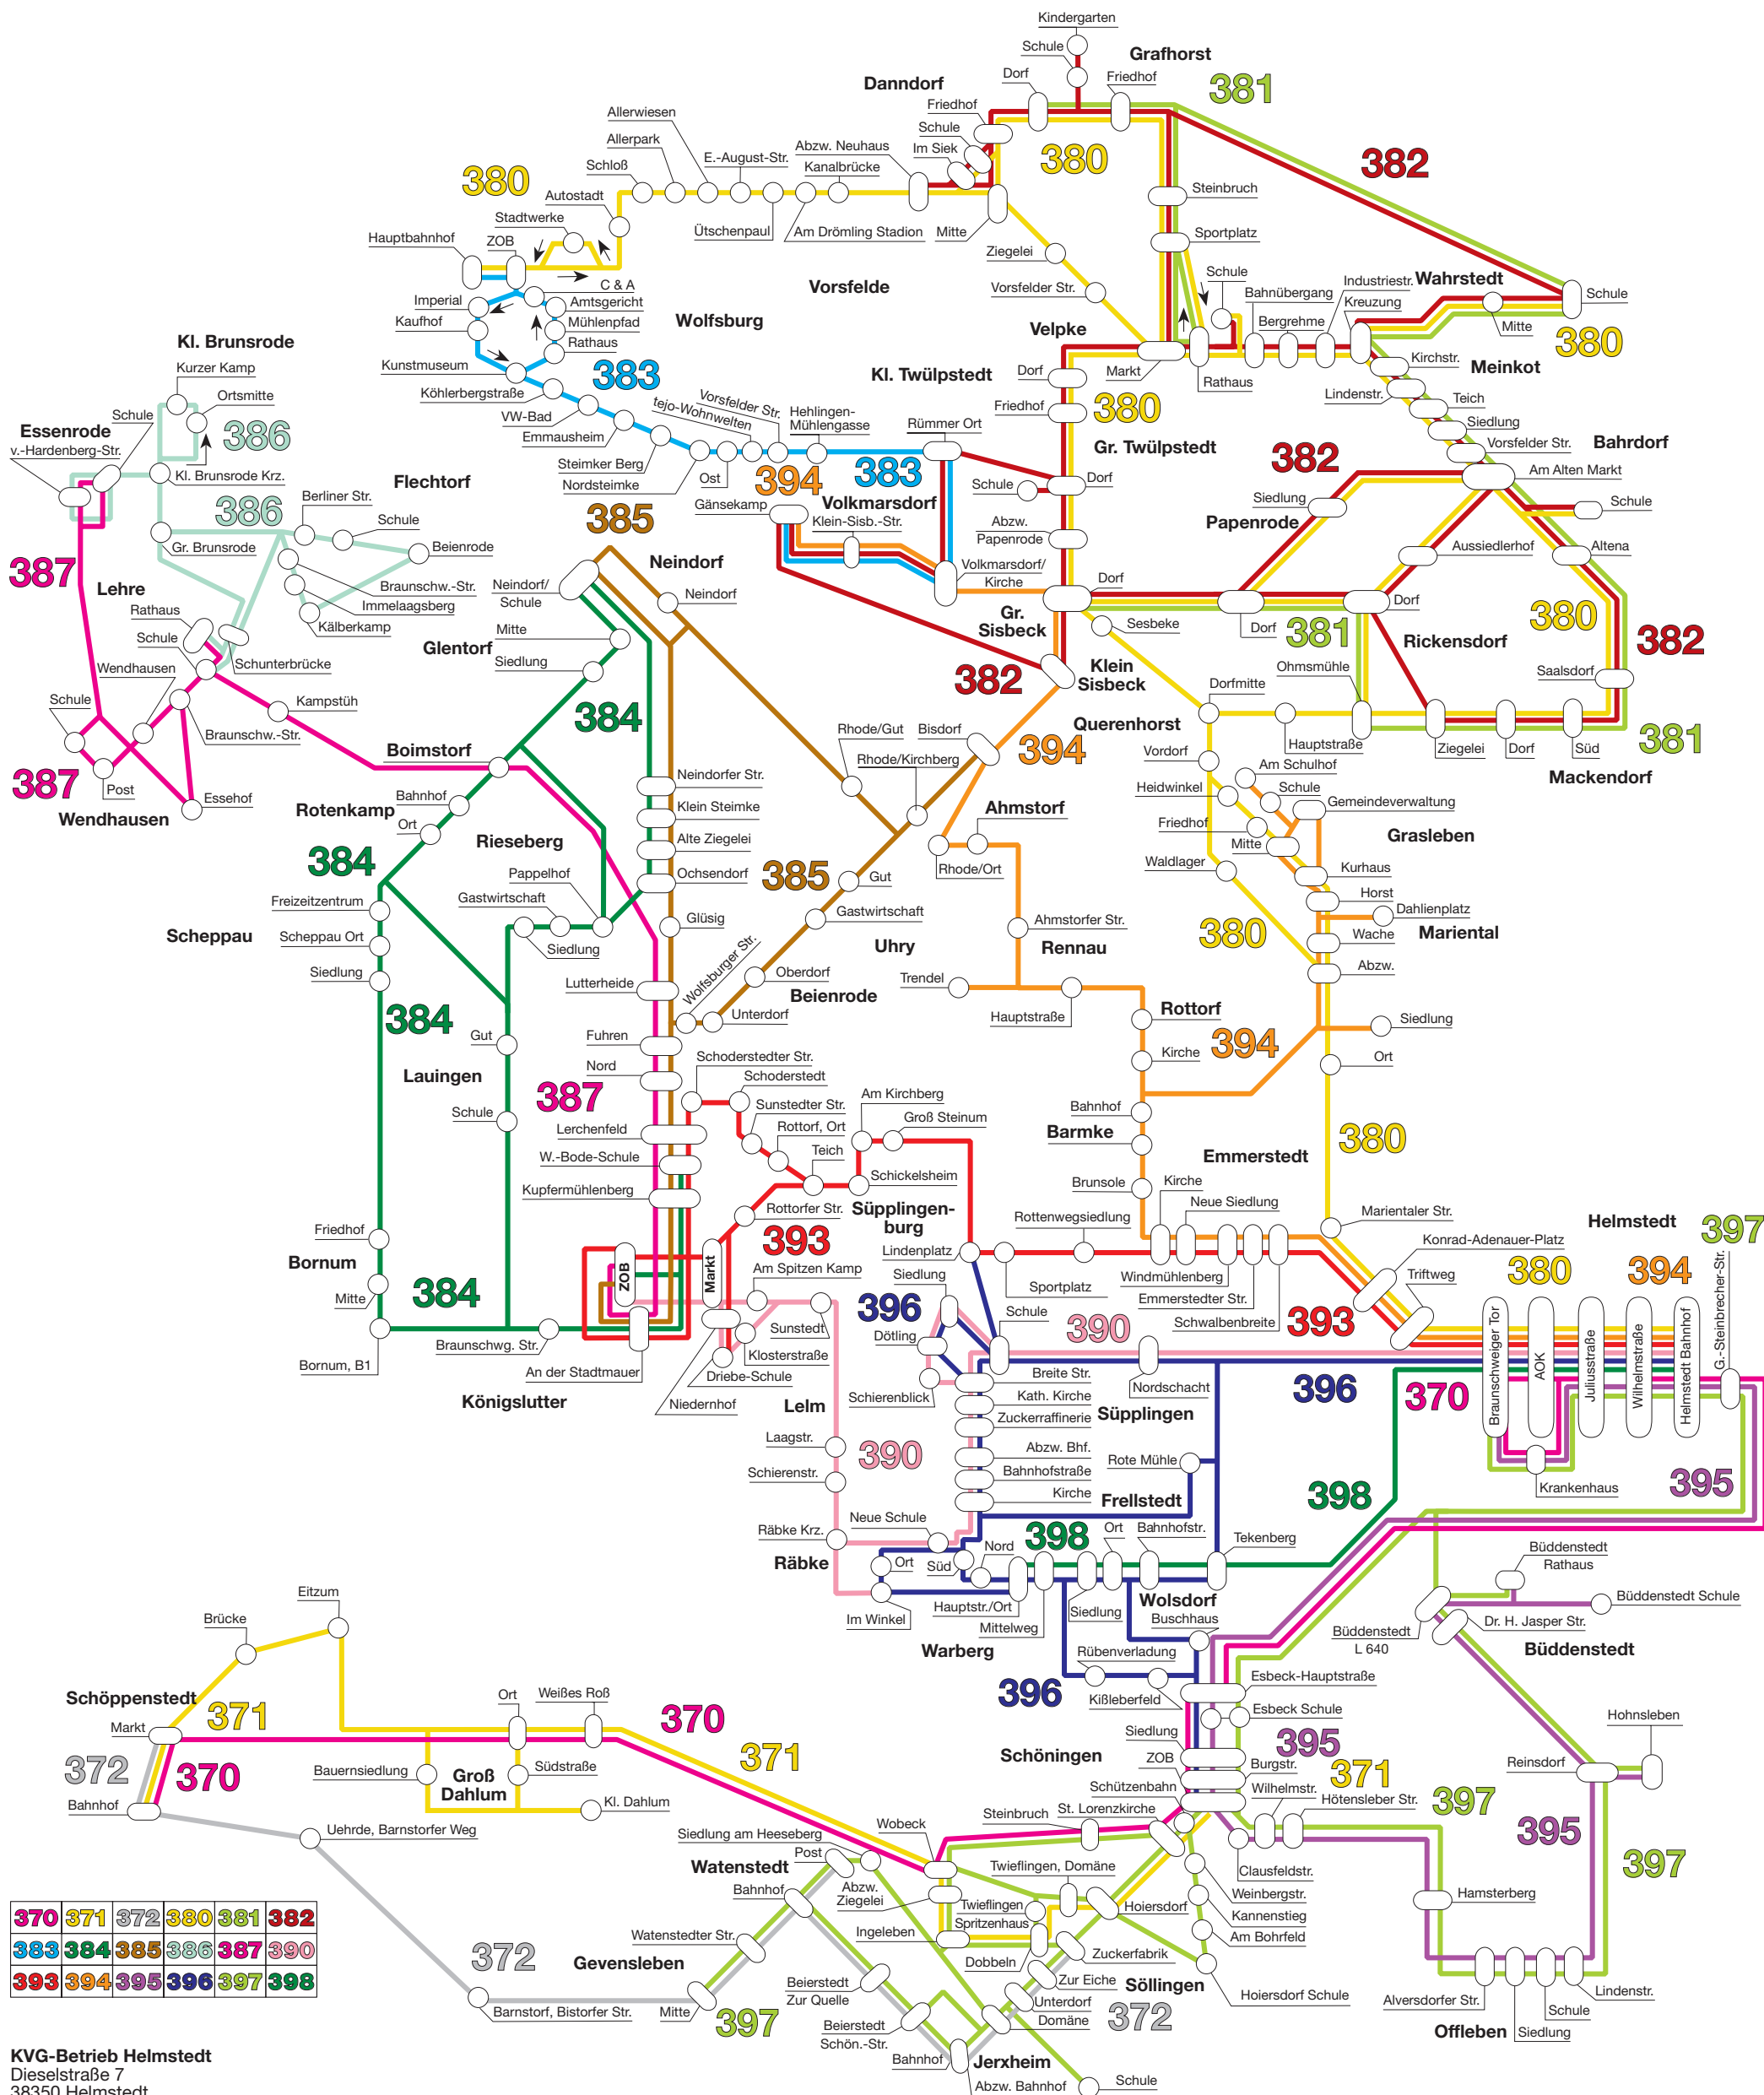 Kindergarten
Schule
Grafhorst
381
Dorf
Friedhof
Danndorf
Friedhof
Schule
Im Siek
380
382
Allerwiesen
Allerpark
Schloß
E.-August-Str.
Abzw. Neuhaus
Kanalbrücke
380
Autostadt
Stadtwerke
Hauptbahnhof
ZOB
Ütschenpaul
Am Drömling Stadion
Mitte
Steinbruch
Sportplatz
Ziegelei
Vorsfelder Str.
Vorsfelde
C & A
Imperial
Amtsgericht
Kaufhof
Mühlenpfad
Rathaus
Kunstmuseum
Wolfsburg
383
Köhlerbergstraße
VW-Bad
Emmausheim
Steimker Berg
Nordsteimke
tejo-Wohnwelten
Ost
Vorsfelder Str.
Hehlingen-
Mühlengasse
Rümmer Ort
383
Schule
Bahnübergang
Bergrehme
Industriestr.
Kreuzung
Wahrstedt
Schule
Mitte
380
Velpke
Markt
Rathaus
Kirchstr.
Meinkot
Lindenstr.
Teich
Siedlung
Vorsfelder Str.
Bahrdorf
Am Alten Markt
Schule
Kl. Twülpstedt
Dorf
Friedhof
380
Gr. Twülpstedt
Dorf
Schule
Abzw.
Papenrode
382
Siedlung
Papenrode
Aussiedlerhof
Altena
Kl. Brunsrode
Kurzer Kamp
Ortsmitte
Schule
Essenrode
v.-Hardenberg-Str.
386
Kl. Brunsrode Krz.
Flechtorf
386
Berliner Str.
Schule
Gr. Brunsrode
Beienrode
Braunschw.-Str.
Immelaagsberg
Kälberkamp
387
Lehre
Rathaus
Schule
Wendhausen
Schunterbrücke
Kampstüh
Schule
Braunschw.-Str.
387
Post
Essehof
Wendhausen
394
Gänsekamp
Volkmarsdorf
Klein-Sisb.-Str.
Volkmarsdorf/
Kirche
385
Neindorf
Neindorf/
Schule
Neindorf
Mitte
Glentorf
Siedlung
384
Dorf
Gr.
Sisbeck
Sesbeke
382
Klein
Sisbeck
Dorf
381
Dorf
Rickensdorf
380
382
Saalsdorf
381
Ohmsmühle
Dorfmitte
Querenhorst
Hauptstraße
Ziegelei
Dorf
Süd
Mackendorf
Vordorf
Heidwinkel
Am Schulhof
Schule
Gemeindeverwaltung
Friedhof
Grasleben
Mitte
Waldlager
Kurhaus
Horst
Dahlienplatz
Mariental
Wache
Abzw.
380
Siedlung
Ort
Rhode/Gut
Bisdorf
394
Rhode/Kirchberg
Ahmstorf
Rhode/Ort
Ahmstorfer Str.
Rennau
Trendel
Hauptstraße
Rottorf
394
Kirche
Bahnhof
Barmke
Brunsole
380
Boimstorf
Bahnhof
Rotenkamp
Ort
384
Rieseberg
Pappelhof
Gastwirtschaft
Siedlung
Neindorfer Str.
Klein Steimke
Alte Ziegelei
Ochsendorf
385
Gut
Gastwirtschaft
Glüsig
Uhry
Freizeitzentrum
Scheppau
Scheppau Ort
Siedlung
384
Wolfsburger Str.
Oberdorf
Beienrode
Unterdorf
Lutterheide
Fuhren
Nord
387
Gut
Lauingen
Schule
Lerchenfeld
W.-Bode-Schule
Kupfermühlenberg
Schoderstedter Str.
Schoderstedt
Sunstedter Str.
Rottorf, Ort
Teich
Am Kirchberg
Groß Steinum
Schickelsheim
Süpplingen-
burg
Rottorfer Str.
393
Lindenplatz
Emmerstedt
Kirche
Neue Siedlung
Rottenwegsiedlung
Marientaler Str.
Helmstedt
397
Konrad-Adenauer-Platz
Triftweg
380
394
G.-Steinbrecher-Str.
Friedhof
Bornum
Mitte
384
Bornum, B1
Braunschwg. Str.
ZOB
Markt
Am Spitzen Kamp
Sunstedt
Klosterstraße
Driebe-Schule
Niedernhof
An der Stadtmauer
Königslutter
Siedlung
396
Dötling
Schierenblick
Sportplatz
Schule
390
Windmühlenberg
Emmerstedter Str.
Schwalbenbreite
393
Nordschacht
396
370
Braunschweiger Tor
AOK
Juliusstraße
Wilhelmstraße
Helmstedt Bahnhof
Krankenhaus
395
Breite Str.
Kath. Kirche
Süpplingen
Zuckerraffinerie
Abzw. Bhf.
Bahnhofstraße
Kirche
Rote Mühle
Frellstedt
398
Lelm
Laagstr.
390
Schierenstr.
Räbke Krz.
Räbke
Neue Schule
Ort
Süd
Nord
398
Ort
Bahnhofstr.
Tekenberg
Im Winkel
Hauptstr./Ort
Mittelweg
Siedlung
Wolsdorf
Buschhaus
Warberg
Rübenverladung
396
Kißleberfeld
Esbeck-Hauptstraße
Esbeck Schule
395
Büddenstedt
Rathaus
Büddenstedt Schule
Dr. H. Jasper Str.
Büddenstedt
L 640
Büddenstedt
Hohnsleben
Reinsdorf
395
397
Eitzum
Brücke
Schöppenstedt
371
Markt
372
370
Bahnhof
Ort
Weißes Roß
370
Bauernsiedlung
Groß
Dahlum
Südstraße
Kl. Dahlum
371
Uehrde, Barnstorfer Weg
Siedlung
Schöningen
ZOB
Burgstr.
371
Schützenbahn
Wilhelmstr.
Hötensleber Str.
397
Steinbruch
St. Lorenzkirche
Clausfeldstr.
Weinbergstr.
Kannenstieg
Am Bohrfeld
Hoiersdorf Schule
Hamsterberg
Alversdorfer Str.
Lindenstr.
Schule
Offleben
Siedlung
Wobeck
Siedlung am Heeseberg
Post
Watenstedt
Bahnhof
Abzw.
Ziegelei
Twieflingen, Domäne
Twieflingen
Spritzenhaus
Hoiersdorf
Ingeleben
Dobbeln
Zuckerfabrik
Zur Eiche
Söllingen
Unterdorf
372
Domäne
Watenstedter Str.
Gevensleben
372
Barnstorf, Bistorfer Str.
Mitte
397
Beierstedt
Zur Quelle
Beierstedt
Schön.-Str.
Bahnhof
Jerxheim
Abzw. Bahnhof
Schule
370 371 372 380 381 382
383 384 385 386 387 390
393 394 395 396 397 398
KVG-Betrieb Helmstedt
Dieselstraße 7
38350 Helmstedt